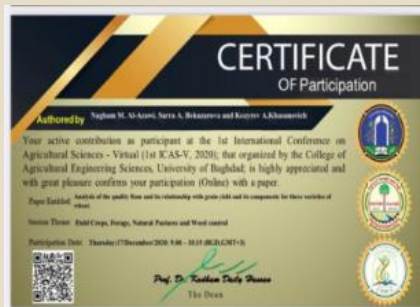 CERTIFICATE
OF Participation
Authored by Nagham M. Al-Azawi, Sarra A. Bekuzarova and Kozyrev A.Khasanovich
Your active contribution as participant at the 1st International Conference on
Agricultural Sciences - Virtual (1st ICAS-V, 2020); that organized by the College of
Agricultural Engineering Sciences, University of Baghdad; is highly appreciated and
with great pleasure confirms your participation (Online) with a paper.
Paper Entitled: Analysis of the quality and its relationship with grain yield and its components for three varieties of
wheat
Session Theme: Field Crops, Forage, Natural Pastures and Weed control
Participation Date: Thursday/17/December/2020: 9:00 - 10:15 (BGD,GMT+3)
Prof. Dr. Kadhum Daily Hassan
The Dean